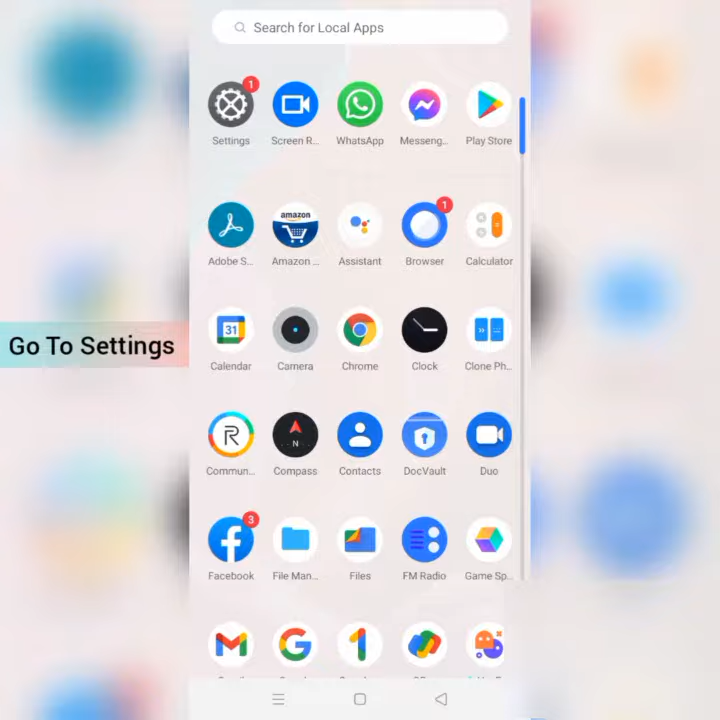 Search for Local Apps
1
Settings
Screen R...
WhatsApp
Messeng...
Play Store
1
amazon
Adobe S...
Amazon ...
Assistant
Browser
Calculator
Go To Settings
31
Calendar
Camera
Chrome
Clock
Clone Ph...
R
N
Commun...
Compass
Contacts
DocVault
Duo
3
Facebook
File Man...
Files
FM Radio
Game Sp...